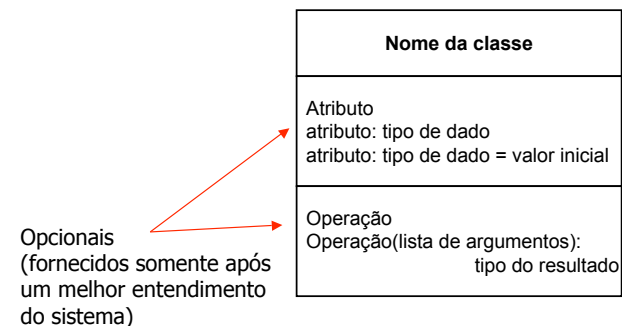 Nome da classe
Atributo
atributo: tipo de dado
atributo: tipo de dado = valor inicial
Operação
Operação(lista de argumentos):
tipo do resultado
Opcionais
(fornecidos somente após
um melhor entendimento
do sistema)